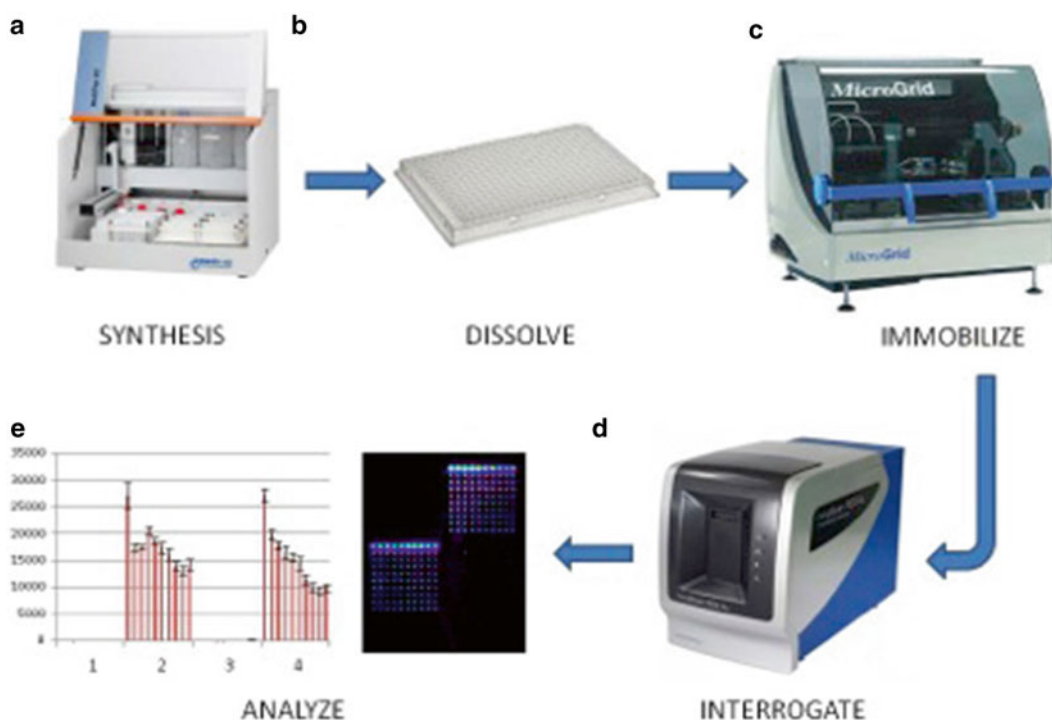 a
b
c
MicroGrid
MicroGrid
SYNTHESIS
DISSOLVE
IMMOBILIZE
e
d
35000
30000
25000
20000
15000
10000
5000
1
2
3
4
ANALYZE
INTERROGATE